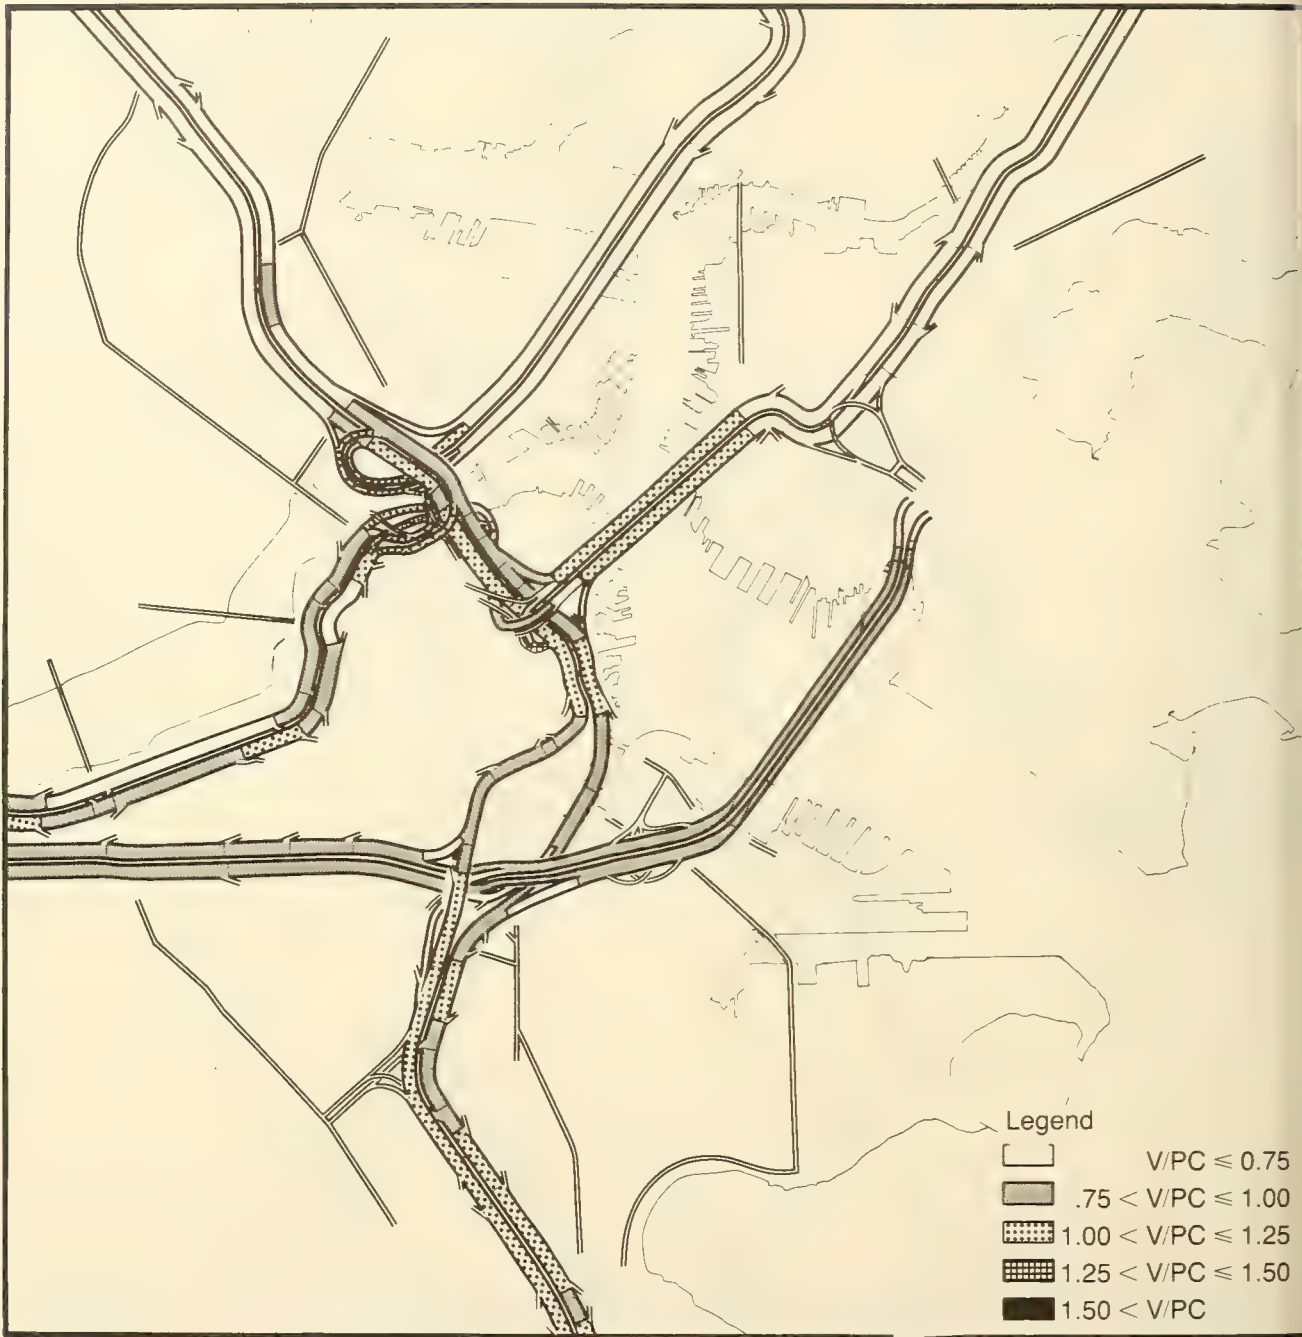 Legend
V/PC ≤ 0.75
.75 < V/PC ≤ 1.00
1.00 < V/PC ≤ 1.25
1.25 < V/PC ≤ 1.50
1.50 < V/PC